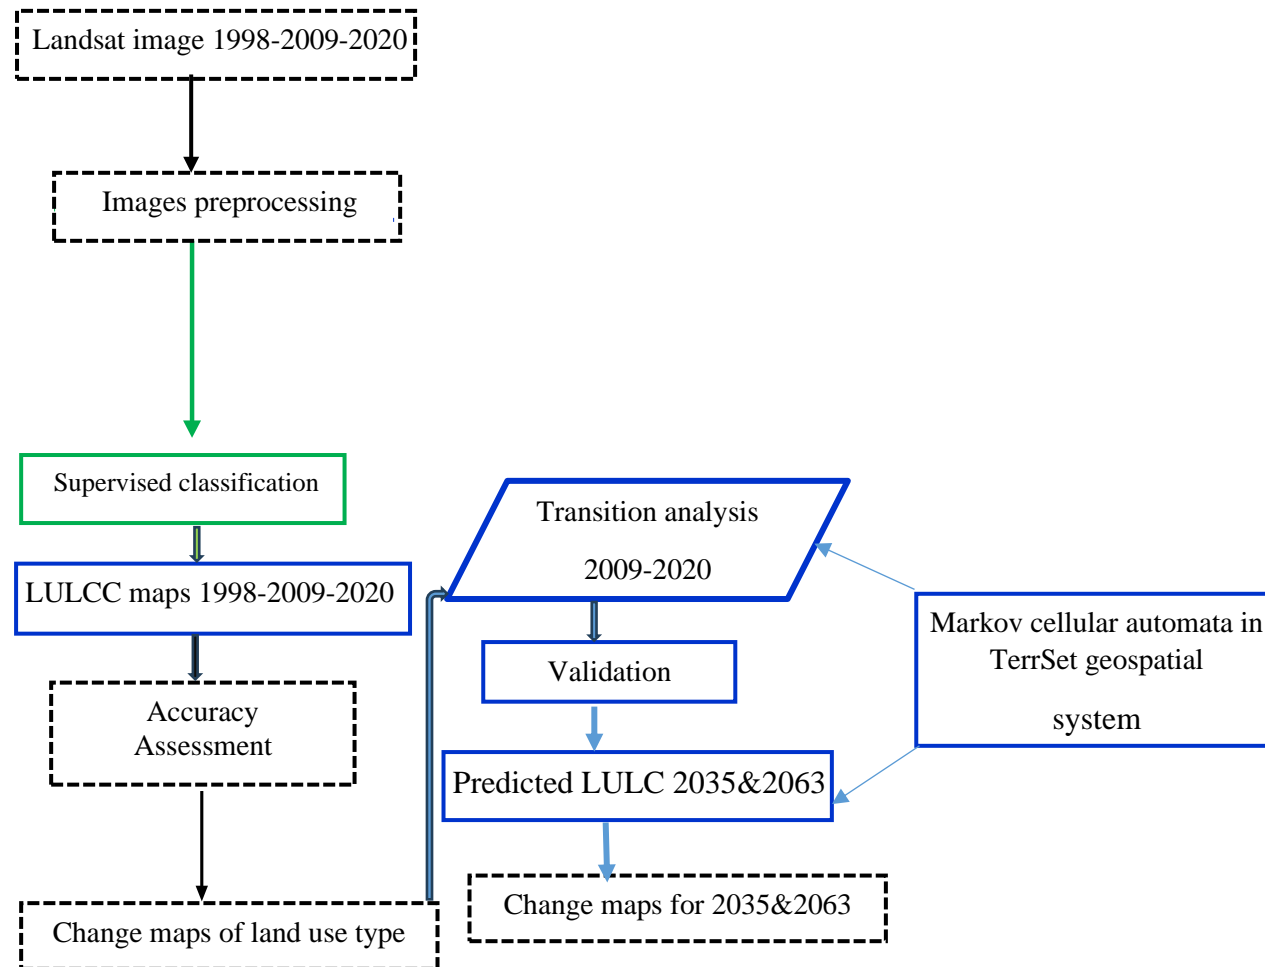 Landsat image 1998-2009-2020
Images preprocessing
Supervised classification
LULCC maps 1998-2009-2020
Accuracy
Assessment
Change maps of land use type
Transition analysis
2009-2020
Validation
Predicted LULC 2035&2063
Change maps for 2035&2063
Markov cellular automata in
TerrSet geospatial
system